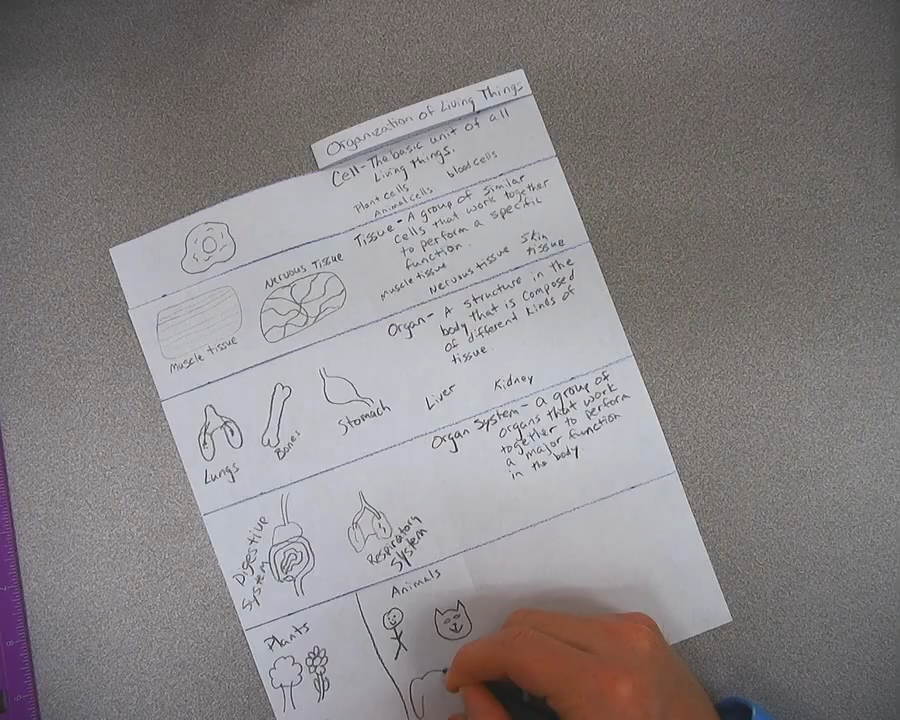 Organization of Living Things
Cell- The basic unit of all
Living things.
Plant cells
Animal cells
blood cells
Tissue- A group of similar
cells that work together
to perform a specific
function.
Muscle tissue
Nervous tissue
Skin
tissue
Nervous Tissue
Muscle tissue
Organ- A structure in the
body that is composed
of different kinds of
tissue.
Liver
Kidney
Lungs
Bones
Stomach
Organ System- a group of
organs that work
together to perform
a major function
in the body
Digestive
System
Respiratory
System
Plants
Animals